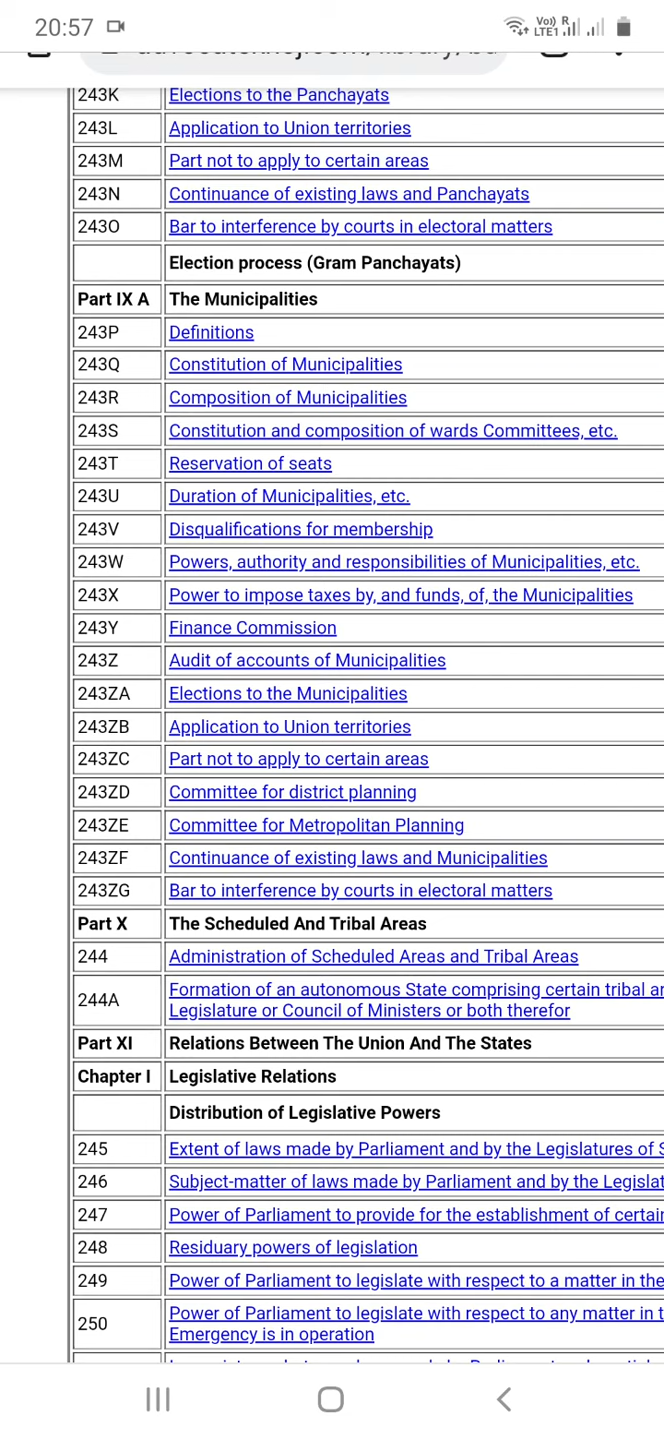 20:57
Vo) R
LTE1
243K Elections to the Panchayats
243L Application to Union territories
243M Part not to apply to certain areas
243N Continuance of existing laws and Panchayats
243O Bar to interference by courts in electoral matters
Election process (Gram Panchayats)
Part IX A The Municipalities
243P Definitions
243Q Constitution of Municipalities
243R Composition of Municipalities
243S Constitution and composition of wards Committees, etc.
243T Reservation of seats
243U Duration of Municipalities, etc.
243V Disqualifications for membership
243W Powers, authority and responsibilities of Municipalities, etc.
243X Power to impose taxes by, and funds, of, the Municipalities
243Y Finance Commission
243Z Audit of accounts of Municipalities
243ZA Elections to the Municipalities
243ZB Application to Union territories
243ZC Part not to apply to certain areas
243ZD Committee for district planning
243ZE Committee for Metropolitan Planning
243ZF Continuance of existing laws and Municipalities
243ZG Bar to interference by courts in electoral matters
Part X The Scheduled And Tribal Areas
244 Administration of Scheduled Areas and Tribal Areas
244A Formation of an autonomous State comprising certain tribal
Legislature or Council of Ministers or both therefor
Part XI Relations Between The Union And The States
Chapter I Legislative Relations
Distribution of Legislative Powers
245 Extent of laws made by Parliament and by the Legislatures of
246 Subject-matter of laws made by Parliament and by the
247 Power of Parliament to provide for the establishment of
248 Residuary powers of legislation
249 Power of Parliament to legislate with respect to a matter in the
250 Power of Parliament to legislate with respect to any matter in
Emergency is in operation